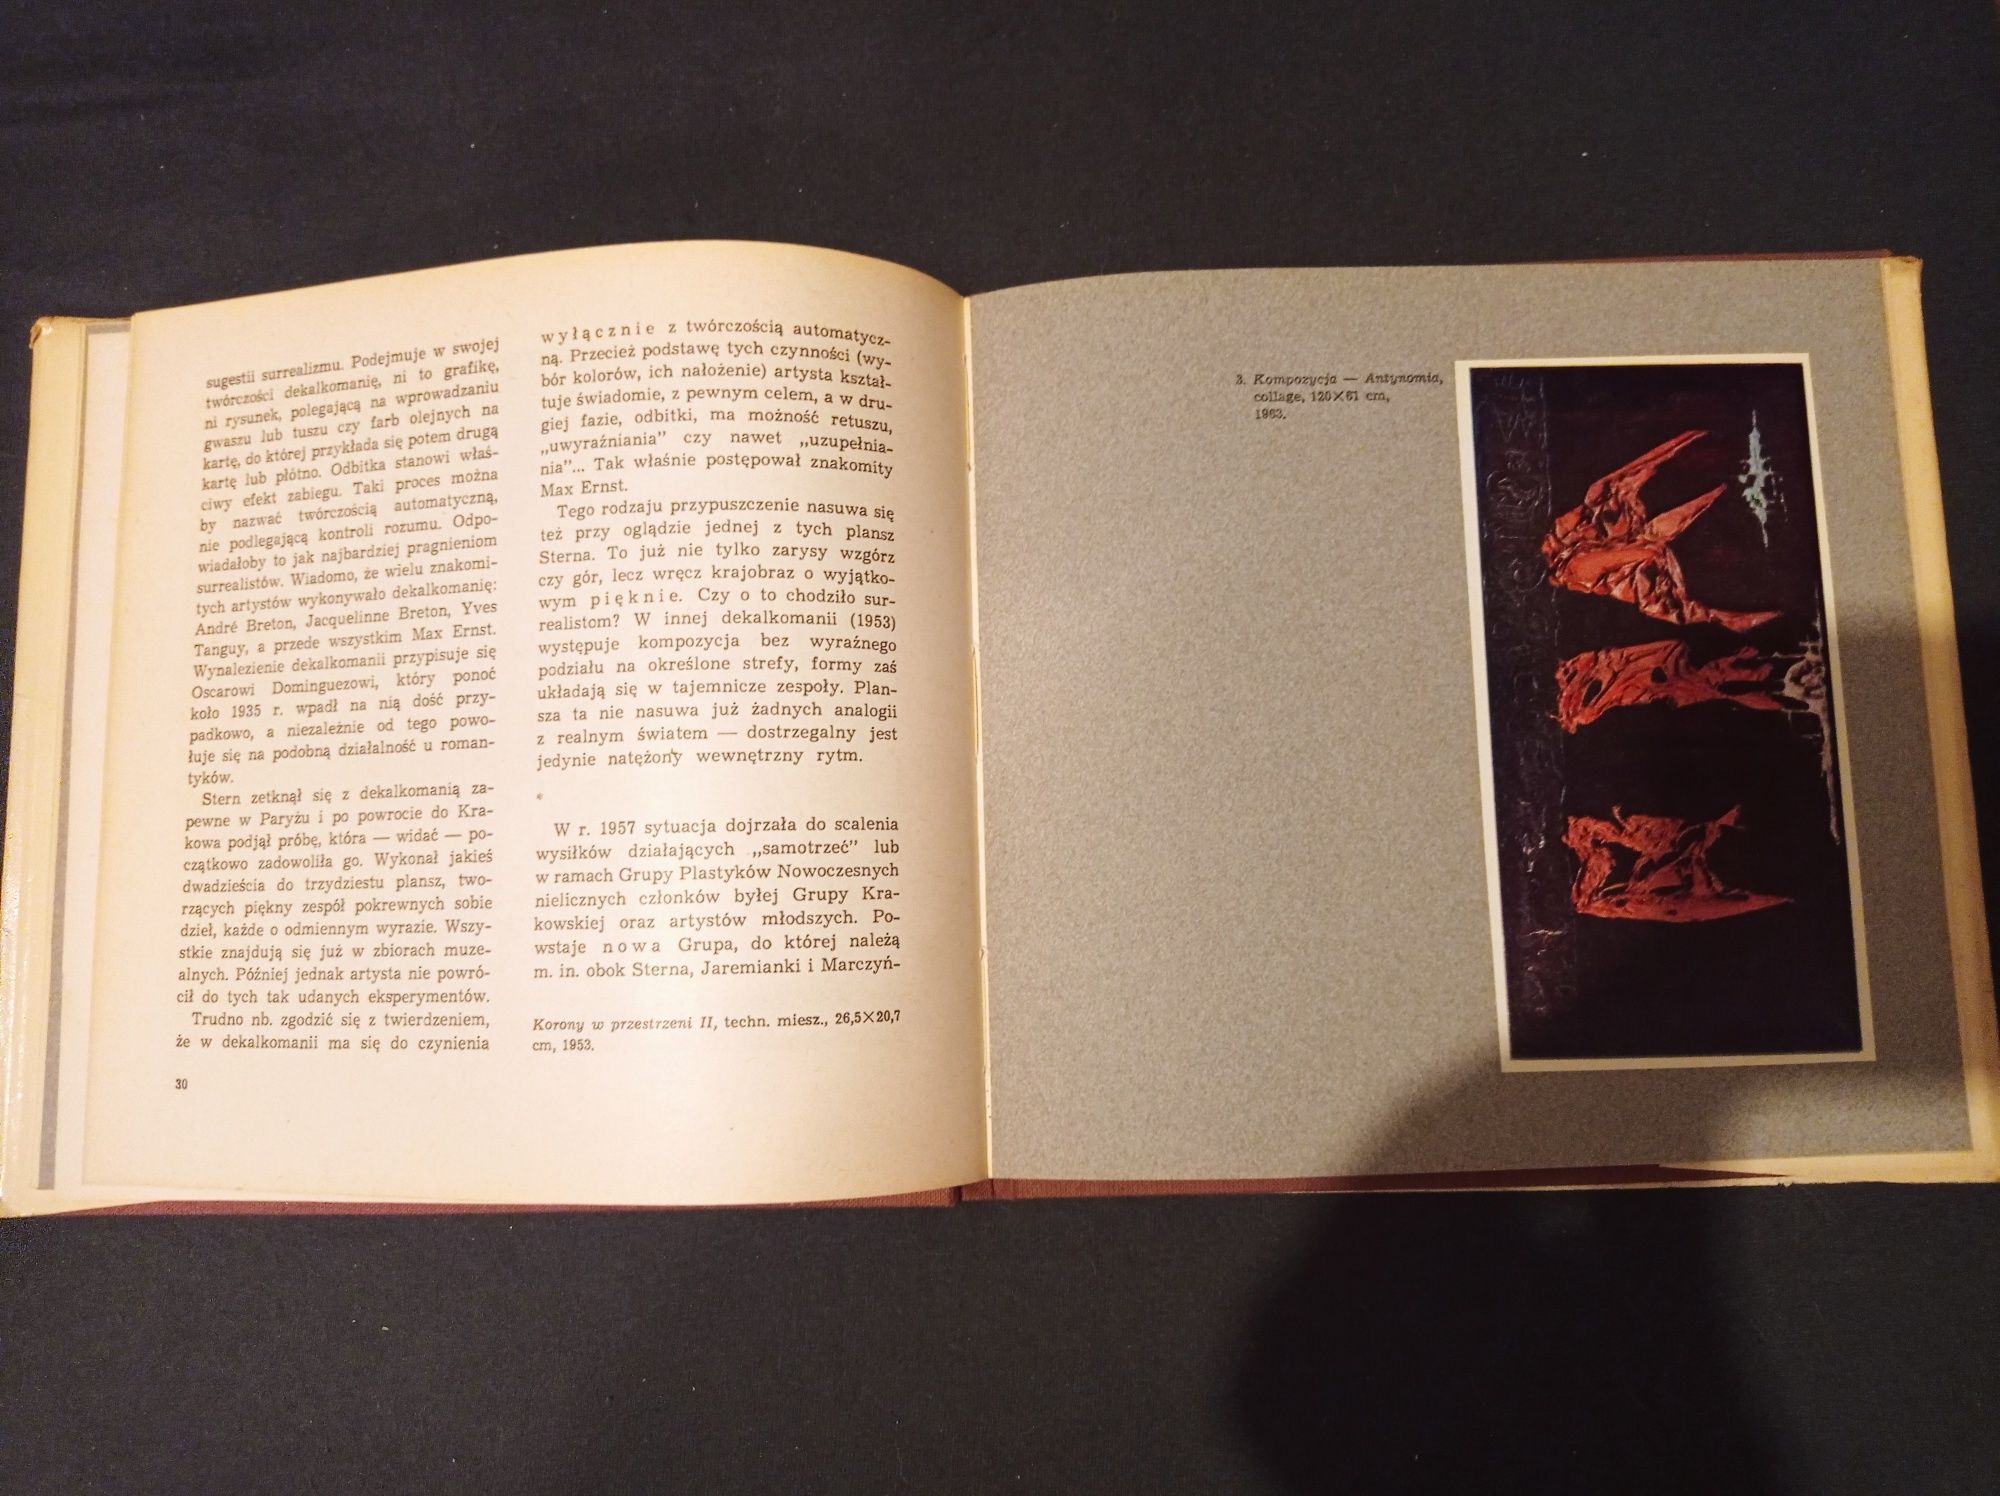 sugestii surrealizmu. Podejmuje w swojej
twórczości dekalkomanię, ni to grafikę,
ni rysunek, polegającą na wprowadzaniu
gwaszu lub tuszu czy farb olejnych na
kartę, do której przykłada się potem drugą
kartę lub płótno. Odbitka stanowi właś-
ciwy efekt zabiegu. Taki proces można
by nazwać twórczością automatyczną,
nie podlegającą kontroli rozumu. Odpo-
wiadałoby to jak najbardziej pragnieniom
surrealistów. Wiadomo, że wielu znakomi-
tych artystów wykonywało dekalkomanię:
André Breton, Jacquelinne Breton, Yves
Tanguy, a przede wszystkim Max Ernst.
Wynalezienie dekalkomanii przypisuje się
Oscarowi Dominguezowi, który ponoć
koło 1935 r. wpadł na nią dość przy-
padkowo, a niezależnie od tego powo-
łuje się na podobną działalność u roman-
tyków.
Stern zetknął się z dekalkomanią za-
pewne w Paryżu i po powrocie do Kra-
kowa podjął próbę, która — widać — po-
czątkowo zadowoliła go. Wykonał jakieś
dwadzieścia do trzydziestu plansz, two-
rzących piękny zespół pokrewnych sobie
dzieł, każde o odmiennym wyrazie. Wszy-
stkie znajdują się już w zbiorach muze-
alnych. Później jednak artysta nie powró-
cił do tych tak udanych eksperymentów.
Trudno nb. zgodzić się z twierdzeniem,
że w dekalkomanii ma się do czynienia
30
wyłącznie z twórczością automatycz-
ną. Przecież podstawę tych czynności (wy-
bór kolorów, ich nałożenie) artysta kształ-
tuje świadomie, z pewnym celem, a w dru-
giej fazie, odbitki, ma możność retuszu,
„uwyraźniania" czy nawet „uzupełnia-
nia"... Tak właśnie postępował znakomity
Max Ernst.
Tego rodzaju przypuszczenie nasuwa się
też przy oglądzie jednej z tych plansz
Sterna. To już nie tylko zarysy wzgórz
czy gór, lecz wręcz krajobraz o wyjątko-
wym pięknie. Czy o to chodziło sur-
realistom? W innej dekalkomanii (1953)
występuje kompozycja bez wyraźnego
podziału na określone strefy, formy zaś
układają się w tajemnicze zespoły. Plan-
sza ta nie nasuwa już żadnych analogii
z realnym światem — dostrzegalny jest
jedynie natężony wewnętrzny rytm.
*
W r. 1957 sytuacja dojrzała do scalenia
wysiłków działających „samotrzeć" lub
w ramach Grupy Plastyków Nowoczesnych
nielicznych członków byłej Grupy Kra-
kowskiej oraz artystów młodszych. Po-
wstaje nowa Grupa, do której należą
m. in. obok Sterna, Jaremianki i Marczyń-
Korony w przestrzeni II, techn. miesz., 26,5×20,7
cm, 1953.
3. Kompozycja — Antynomia,
collage, 120×61 cm,
1963.